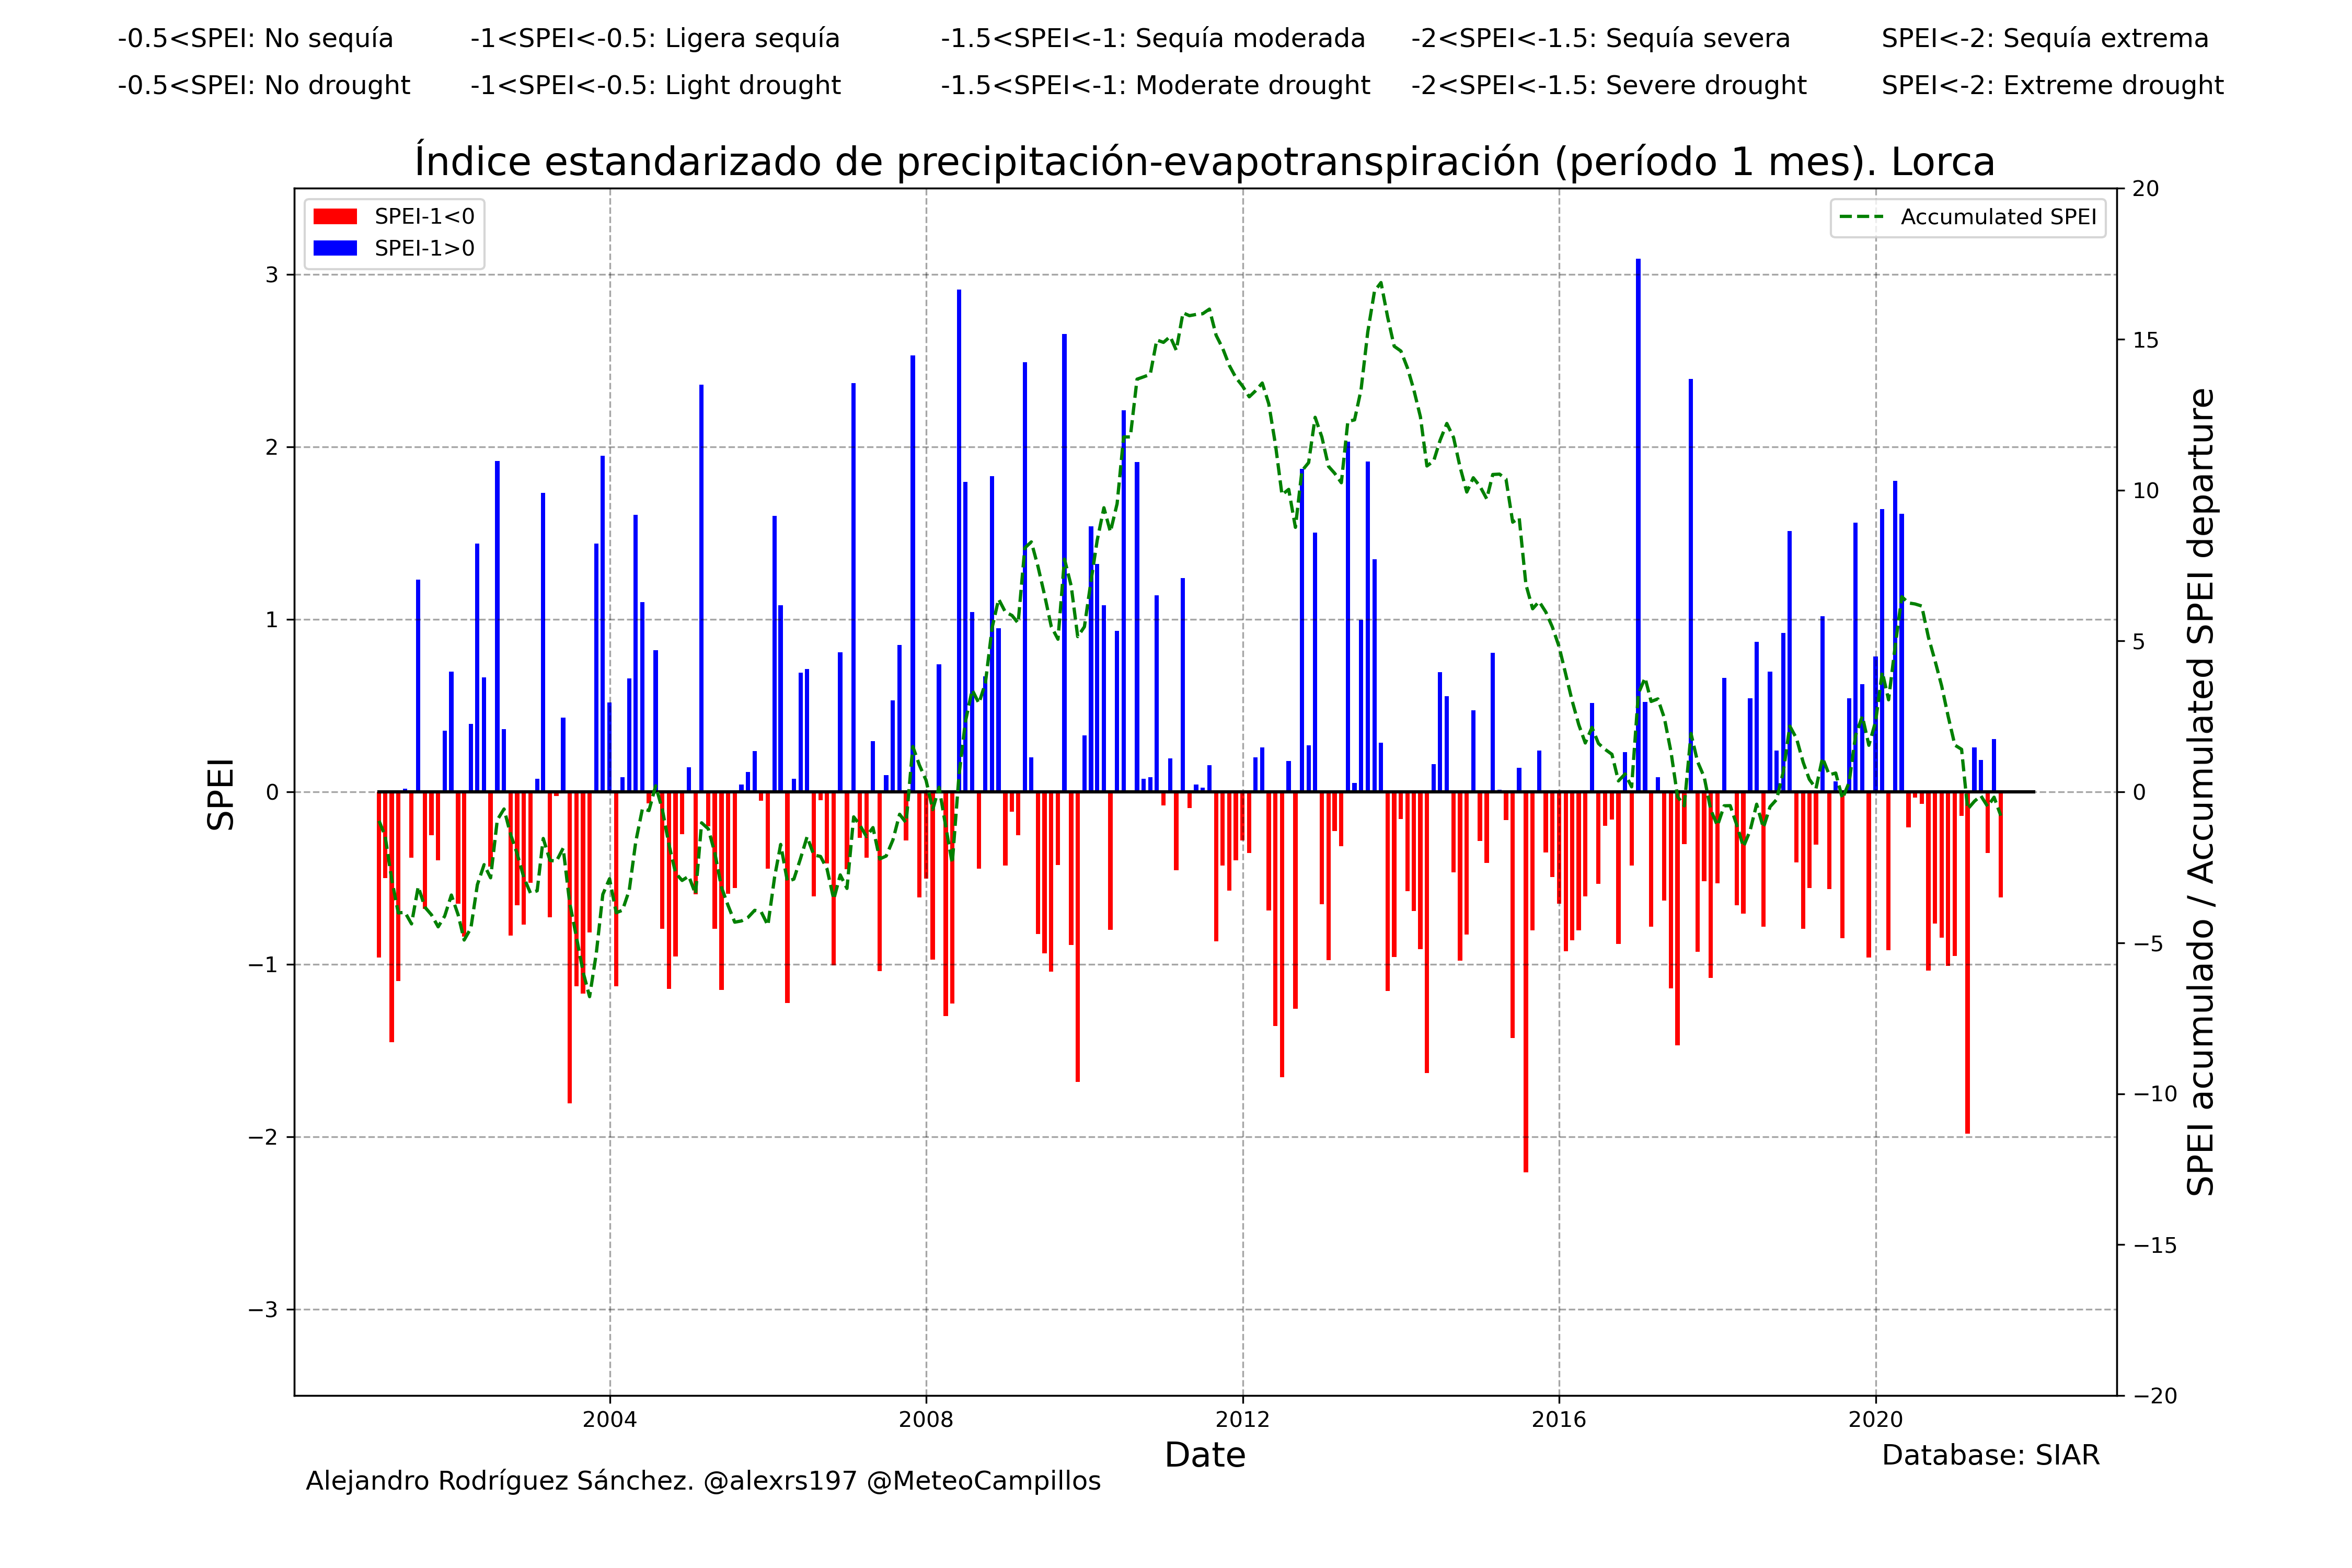 -0.5<SPEI: No sequía -1<SPEI<-0.5: Ligera sequía -1.5<SPEI<-1: Sequía moderada -2<SPEI<-1.5: Sequía severa SPEI<-2: Sequía extrema
-0.5<SPEI: No drought -1<SPEI<-0.5: Light drought -1.5<SPEI<-1: Moderate drought -2<SPEI<-1.5: Severe drought SPEI<-2: Extreme drought
Índice estandarizado de precipitación-evapotranspiración (período 1 mes). Lorca
SPEI-1<0
SPEI-1>0
Accumulated SPEI
SPEI
3
2
1
0
−1
−2
−3
20
15
10
5
0
−5
−10
−15
−20
SPEI acumulado / Accumulated SPEI departure
2004 2008 2012 2016 2020
Date
Database: SIAR
Alejandro Rodríguez Sánchez. @alexrs197 @MeteoCampillos